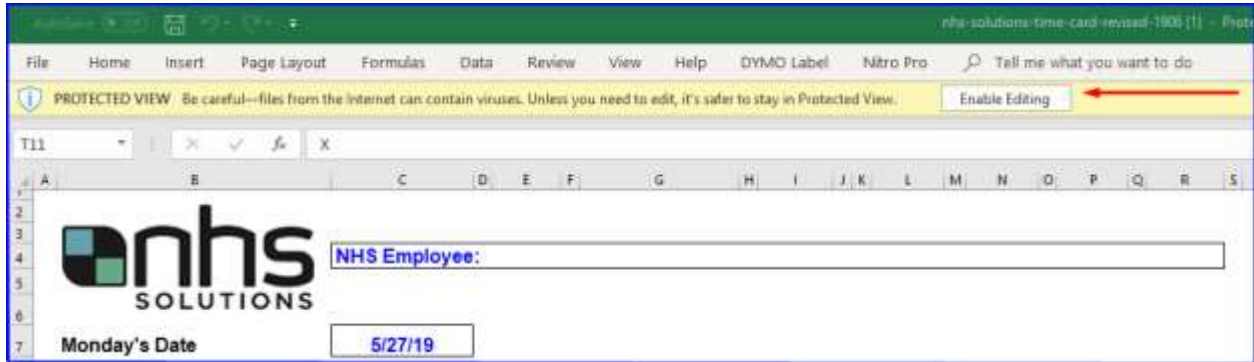 AutoSave Off nhs-solutions-time-card-revised-1906 (1) -
File Home Insert Page Layout Formulas Data Review View Help DYMO Label Nitro Pro Tell me what you want to do
PROTECTED VIEW Be careful—files from the Internet can contain viruses. Unless you need to edit, it's safer to stay in Protected View. Enable Editing
T11 fx X
A B C D E F G H I J K L M N O P Q R S
2
3
nhs
4 NHS Employee:
5
SOLUTIONS
6
7 Monday's Date 5/27/19